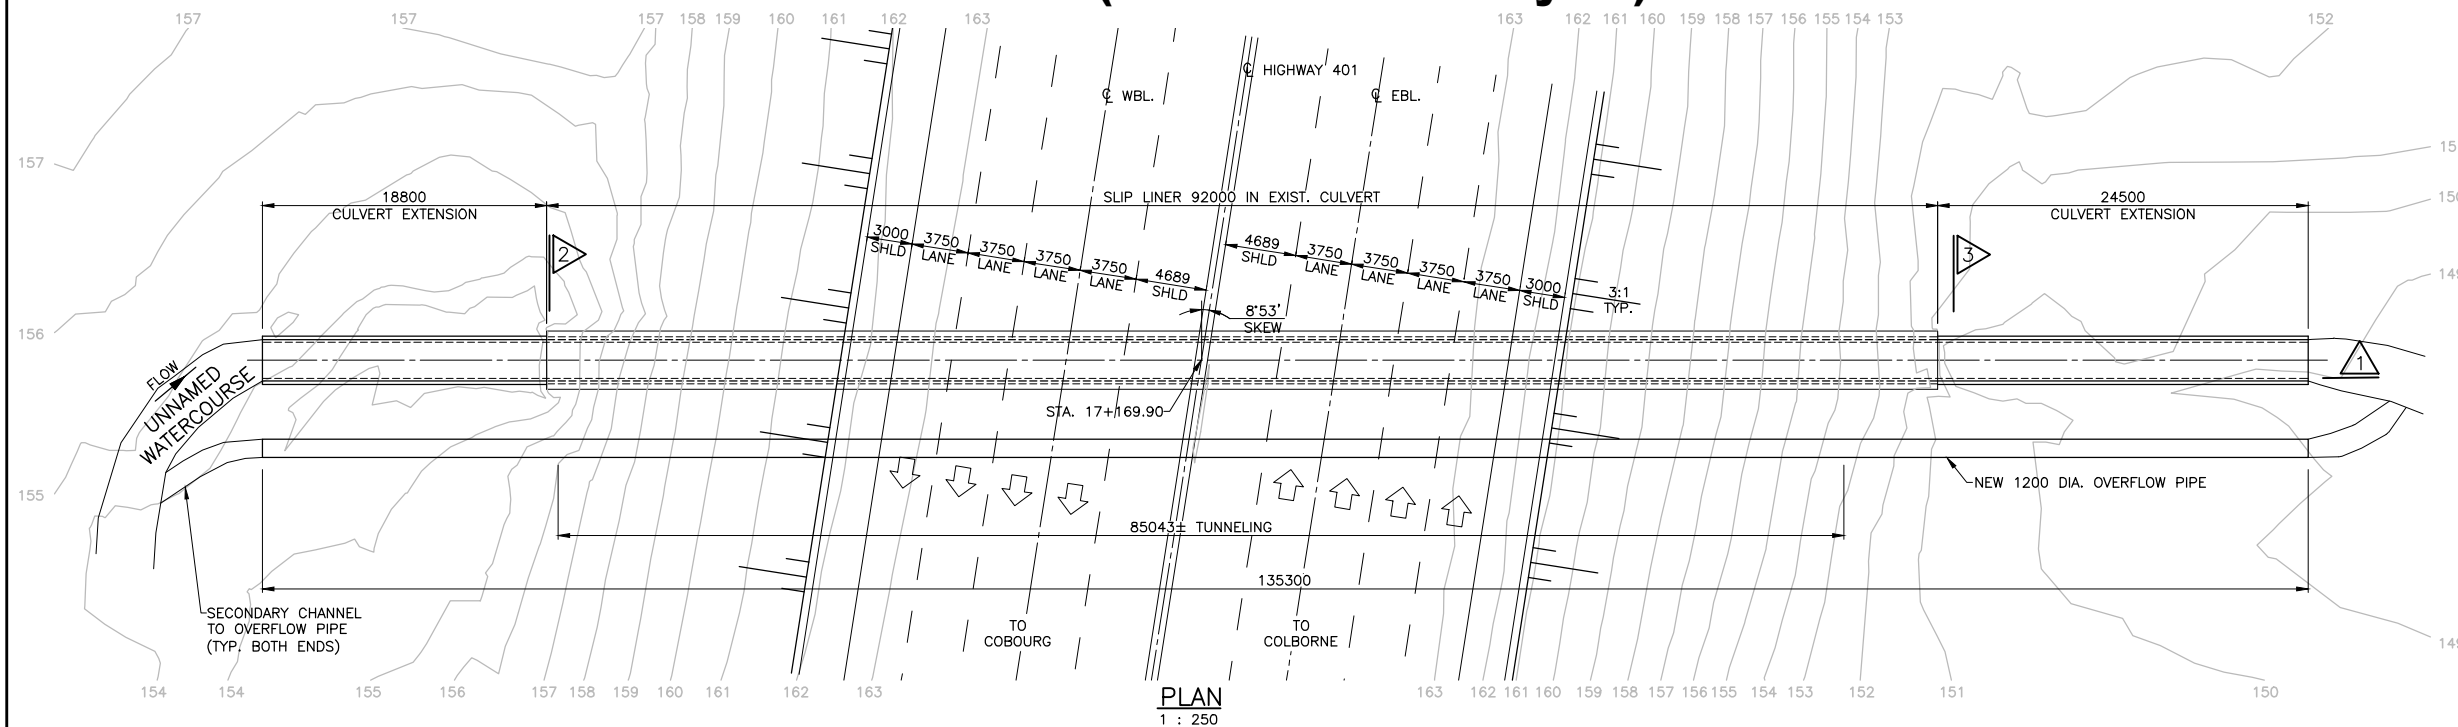 157 157 157 158 159 160 161 162 163 163 162 161 160 159 158 157 156 155 154 153 152
℄ HIGHWAY 401
℄ WBL.
℄ EBL.
157
18800
CULVERT EXTENSION
SLIP LINER 92000 IN EXIST. CULVERT
24500
CULVERT EXTENSION
2
3000
SHLD
3750
LANE
3750
LANE
3750
LANE
3750
LANE
4689
SHLD
4689
SHLD
3750
LANE
3750
LANE
3750
LANE
3750
LANE
3000
SHLD
3:1
TYP.
3
8°53'
SKEW
156
FLOW
UNNAMED
WATERCOURSE
1
STA. 17+169.90
155
NEW 1200 DIA. OVERFLOW PIPE
85043± TUNNELING
135300
SECONDARY CHANNEL
TO OVERFLOW PIPE
(TYP. BOTH ENDS)
TO
COBOURG
TO
COLBORNE
154 154 155 156 157 158 159 160 161 162 163 163 162 161 160 159 158 157 156 155 154 153 152 151 150
PLAN
1 : 250